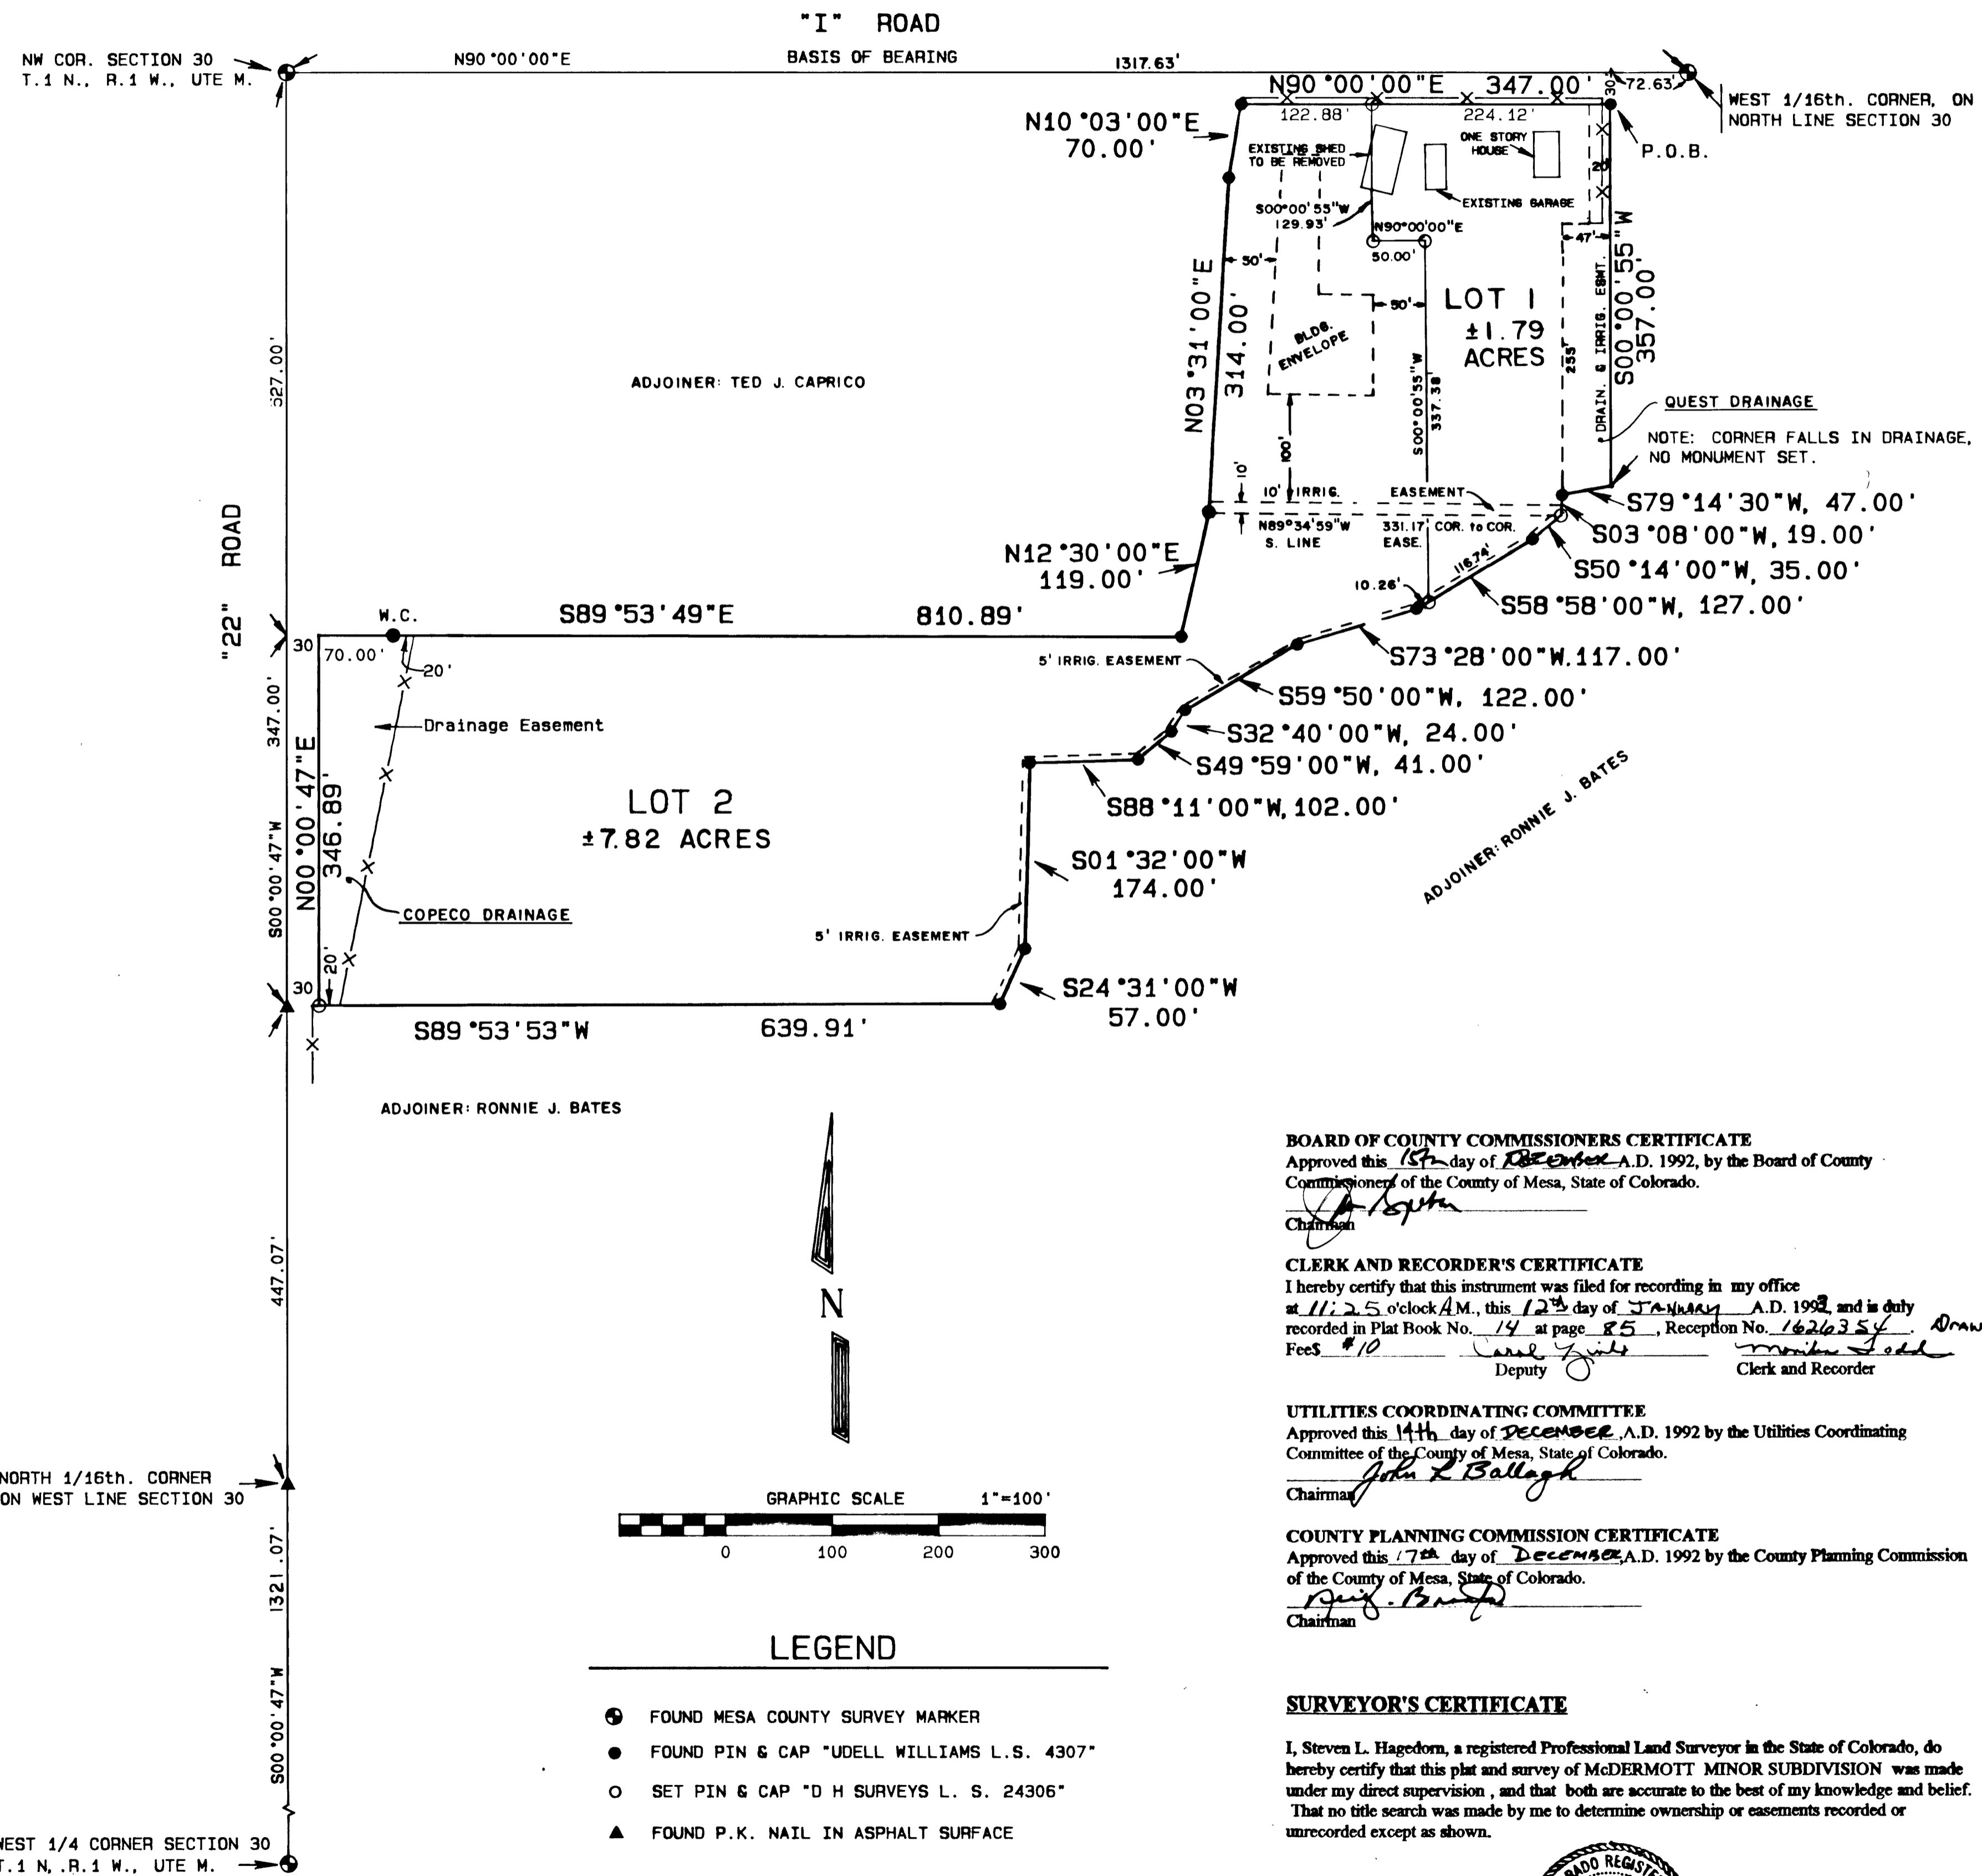 "I" ROAD
NW COR. SECTION 30
T.1 N., R.1 W., UTE M.
N90°00'00"E
BASIS OF BEARING
1317.63'
N90°00'00"E 347.00'
30'
72.63'
WEST 1/16th. CORNER, ON
NORTH LINE SECTION 30
122.88'
224.12'
N10°03'00"E
70.00'
EXISTING SHED
TO BE REMOVED
ONE STORY
HOUSE
P.O.B.
20'
EXISTING GARAGE
S00°00'55"W
129.93'
N90°00'00"E
50.00'
47'
50'
50'
N03°31'00"E
314.00'
LOT 1
±1.79
ACRES
BLDG.
ENVELOPE
S00°00'55"W
337.38'
255'
DRAIN. & IRRIG. ESMT.
S00°00'55"W
357.00'
ADJOINER: TED J. CAPRICO
QUEST DRAINAGE
NOTE: CORNER FALLS IN DRAINAGE,
NO MONUMENT SET.
100'
10'
10' IRRIG. EASEMENT
S79°14'30"W, 47.00'
N89°34'59"W 331.17' COR. to COR.
S. LINE EASE.
S03°08'00"W, 19.00'
N12°30'00"E
119.00'
116.74'
S50°14'00"W, 35.00'
10.26'
S58°58'00"W, 127.00'
"22" ROAD
W.C.
S89°53'49"E 810.89'
30
70.00'
20'
S73°28'00"W.117.00'
5' IRRIG. EASEMENT
S59°50'00"W, 122.00'
347.00'
Drainage Easement
S32°40'00"W, 24.00'
S49°59'00"W, 41.00'
S88°11'00"W, 102.00'
N00°00'47"E
346.89'
S00°00'47"W
LOT 2
±7.82 ACRES
S01°32'00"W
174.00'
ADJOINER: RONNIE J. BATES
COPECO DRAINAGE
5' IRRIG. EASEMENT
20'
30
S24°31'00"W
57.00'
S89°53'53"W 639.91'
ADJOINER: RONNIE J. BATES
447.07'
N
NORTH 1/16th. CORNER
ON WEST LINE SECTION 30
GRAPHIC SCALE 1"=100'
0 100 200 300
1321.07'
S00°00'47"W
LEGEND
FOUND MESA COUNTY SURVEY MARKER
FOUND PIN & CAP "UDELL WILLIAMS L.S. 4307"
SET PIN & CAP "D H SURVEYS L. S. 24306"
FOUND P.K. NAIL IN ASPHALT SURFACE
WEST 1/4 CORNER SECTION 30
T.1 N, .R.1 W., UTE M.
BOARD OF COUNTY COMMISSIONERS CERTIFICATE
Approved this 15th day of DECEMBER A.D. 1992, by the Board of County
Commissioners of the County of Mesa, State of Colorado.
Chairman
CLERK AND RECORDER'S CERTIFICATE
I hereby certify that this instrument was filed for recording in my office
at 11:25 o'clock A M., this 12th day of JANUARY A.D. 1993, and is duly
recorded in Plat Book No. 14 at page 85, Reception No. 1626354.
Fee$ $10
Deputy Clerk and Recorder
UTILITIES COORDINATING COMMITTEE
Approved this 14th day of DECEMBER, A.D. 1992 by the Utilities Coordinating
Committee of the County of Mesa, State of Colorado.
John L Ballagh
Chairman
COUNTY PLANNING COMMISSION CERTIFICATE
Approved this 17th day of DECEMBER, A.D. 1992 by the County Planning Commission
of the County of Mesa, State of Colorado.
Chairman
SURVEYOR'S CERTIFICATE
I, Steven L. Hagedorn, a registered Professional Land Surveyor in the State of Colorado, do
hereby certify that this plat and survey of McDERMOTT MINOR SUBDIVISION was made
under my direct supervision , and that both are accurate to the best of my knowledge and belief.
That no title search was made by me to determine ownership or easements recorded or
unrecorded except as shown.